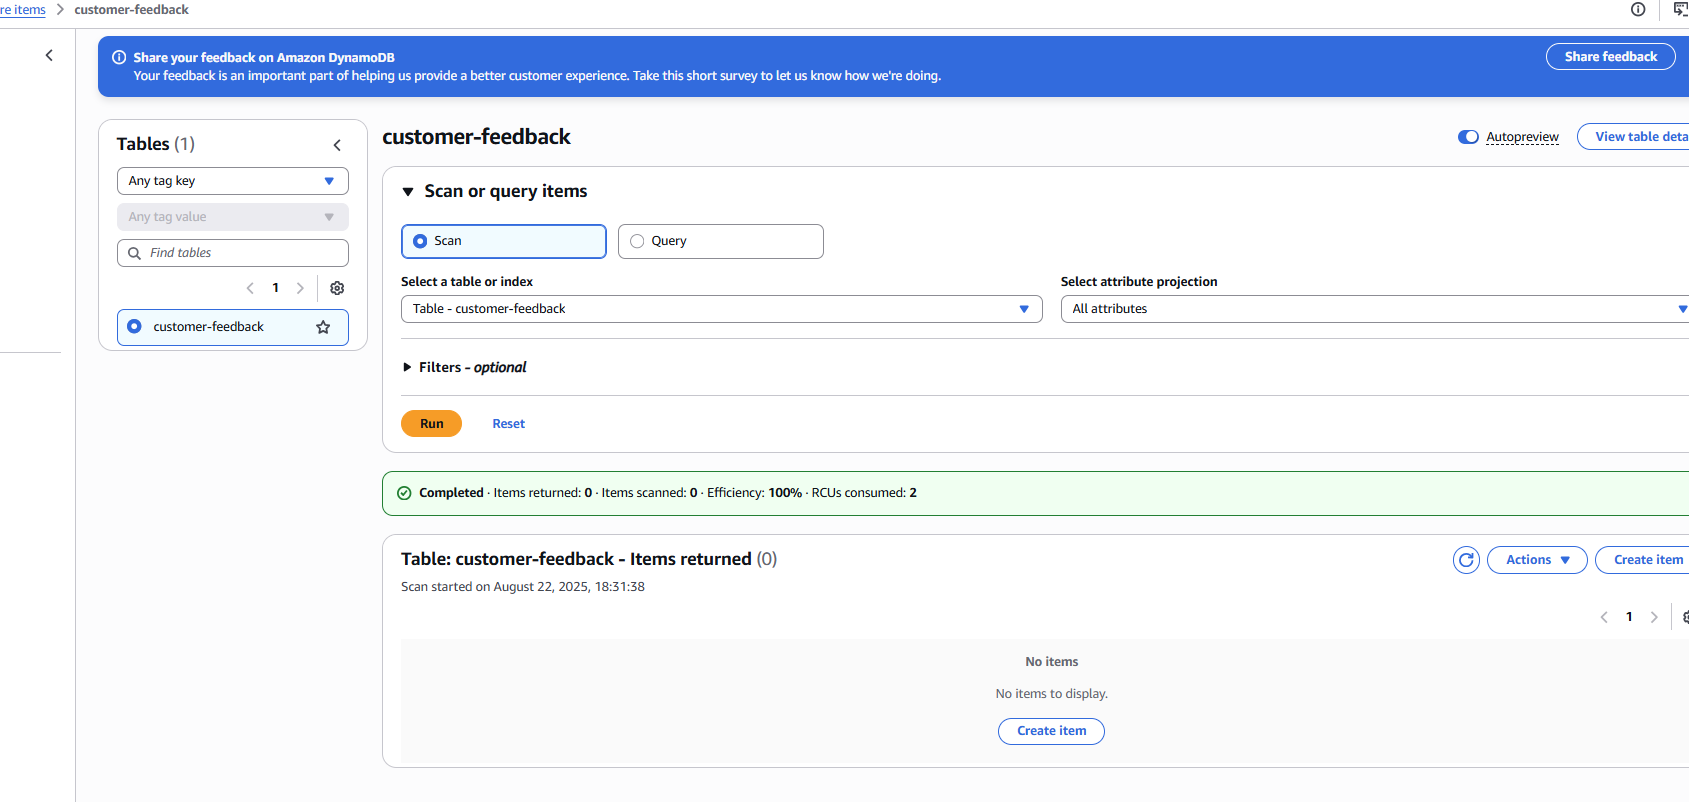 re items > customer-feedback
Share your feedback on Amazon DynamoDB
Your feedback is an important part of helping us provide a better customer experience. Take this short survey to let us know how we're doing.
Share feedback
Tables (1)
Any tag key
Any tag value
Find tables
1
customer-feedback
customer-feedback
Autopreview
View table deta
Scan or query items
Scan
Query
Select a table or index
Table - customer-feedback
Select attribute projection
All attributes
Filters - optional
Run
Reset
Completed · Items returned: 0 · Items scanned: 0 · Efficiency: 100% · RCUs consumed: 2
Table: customer-feedback - Items returned (0)
Scan started on August 22, 2025, 18:31:38
Actions
Create item
1
No items
No items to display.
Create item